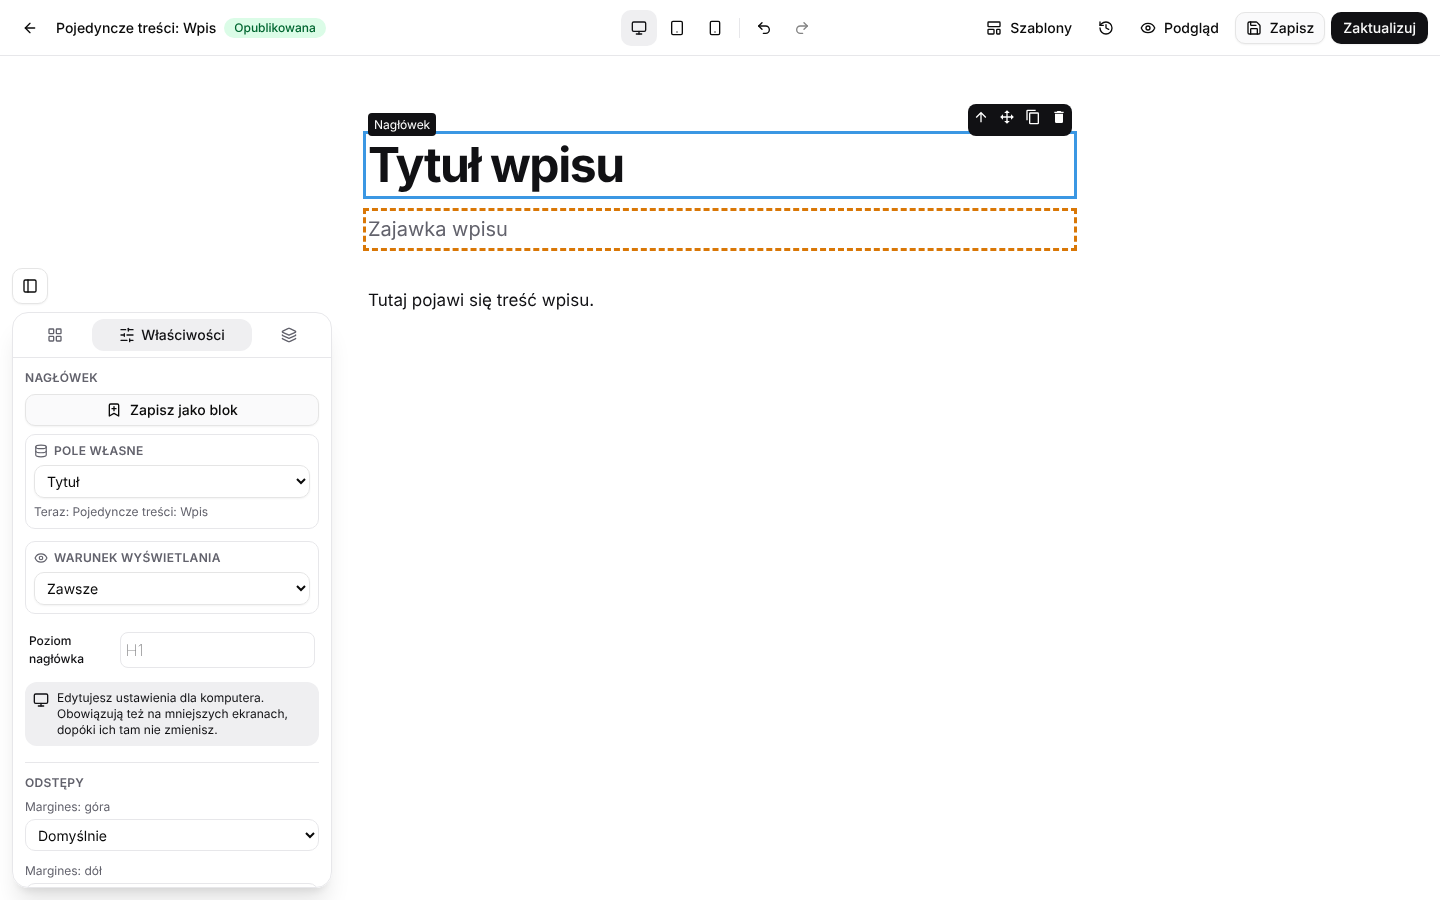 Pojedyncze treści: Wpis
Opublikowana
Szablony
Podgląd
Zapisz
Zaktualizuj
Nagłówek
Tytuł wpisu
Zajawka wpisu
Tutaj pojawi się treść wpisu.
Właściwości
NAGŁÓWEK
Zapisz jako blok
POLE WŁASNE
Tytuł
Teraz: Pojedyncze treści: Wpis
WARUNEK WYŚWIETLANIA
Zawsze
Poziom
nagłówka
H1
Edytujesz ustawienia dla komputera.
Obowiązują też na mniejszych ekranach,
dopóki ich tam nie zmienisz.
ODSTĘPY
Margines: góra
Domyślnie
Margines: dół